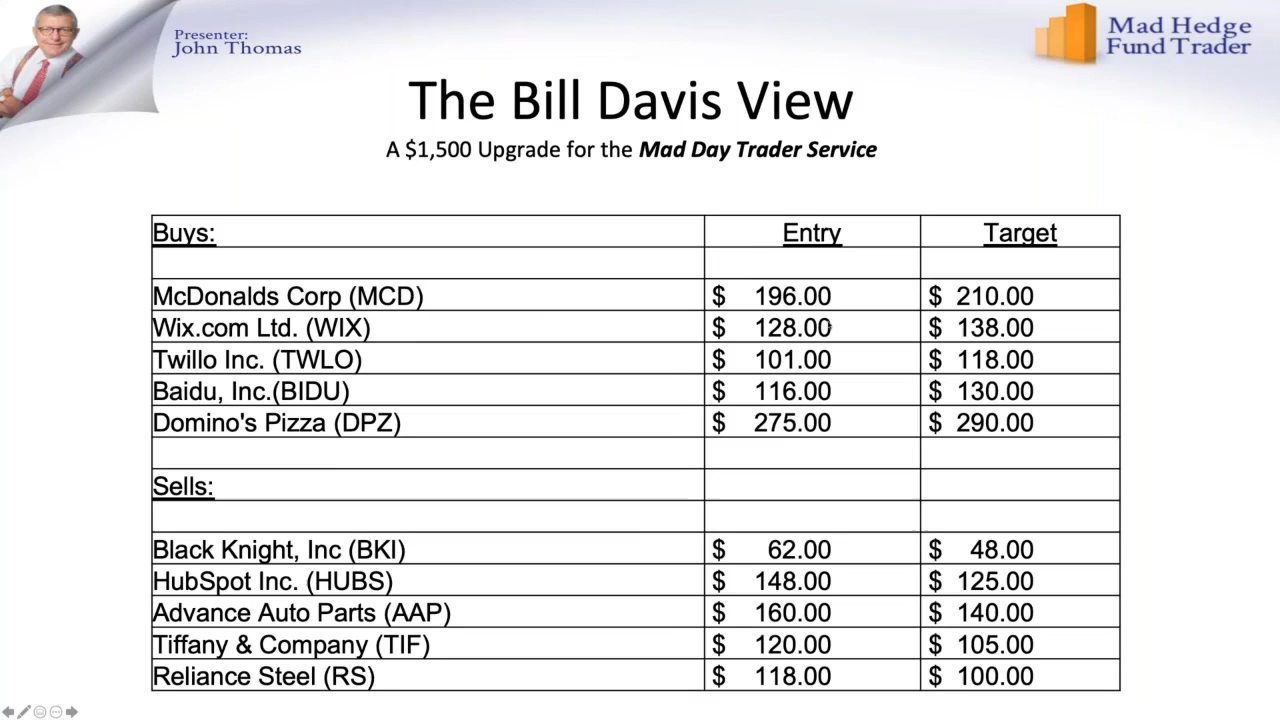 Presenter:
John Thomas
Mad Hedge
Fund Trader
The Bill Davis View
A $1,500 Upgrade for the Mad Day Trader Service
Buys: Entry Target
McDonalds Corp (MCD) $ 196.00 $ 210.00
Wix.com Ltd. (WIX) $ 128.00 $ 138.00
Twillo Inc. (TWLO) $ 101.00 $ 118.00
Baidu, Inc.(BIDU) $ 116.00 $ 130.00
Domino's Pizza (DPZ) $ 275.00 $ 290.00
Sells:
Black Knight, Inc (BKI) $ 62.00 $ 48.00
HubSpot Inc. (HUBS) $ 148.00 $ 125.00
Advance Auto Parts (AAP) $ 160.00 $ 140.00
Tiffany & Company (TIF) $ 120.00 $ 105.00
Reliance Steel (RS) $ 118.00 $ 100.00